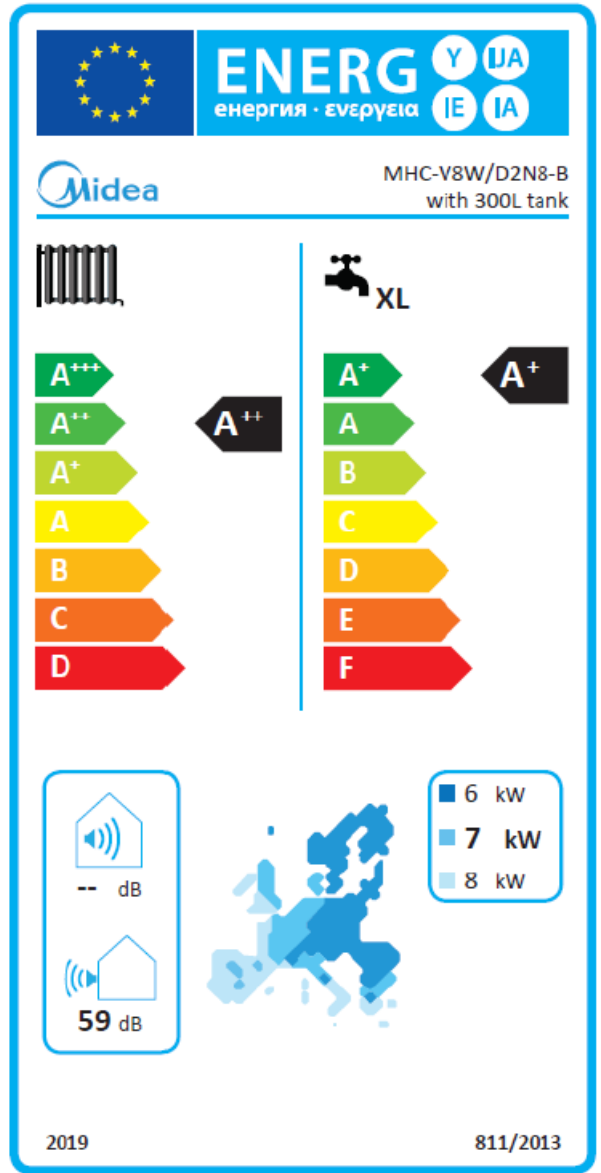 ENERG Y IJA
енергия · ενεργεια IE IA
Midea
MHC-V8W/D2N8-B
with 300L tank
XL
A+++
A++
A+
A
B
C
D
A++
A+
A
B
C
D
E
F
A+
-- dB
59 dB
6 kW
7 kW
8 kW
2019
811/2013